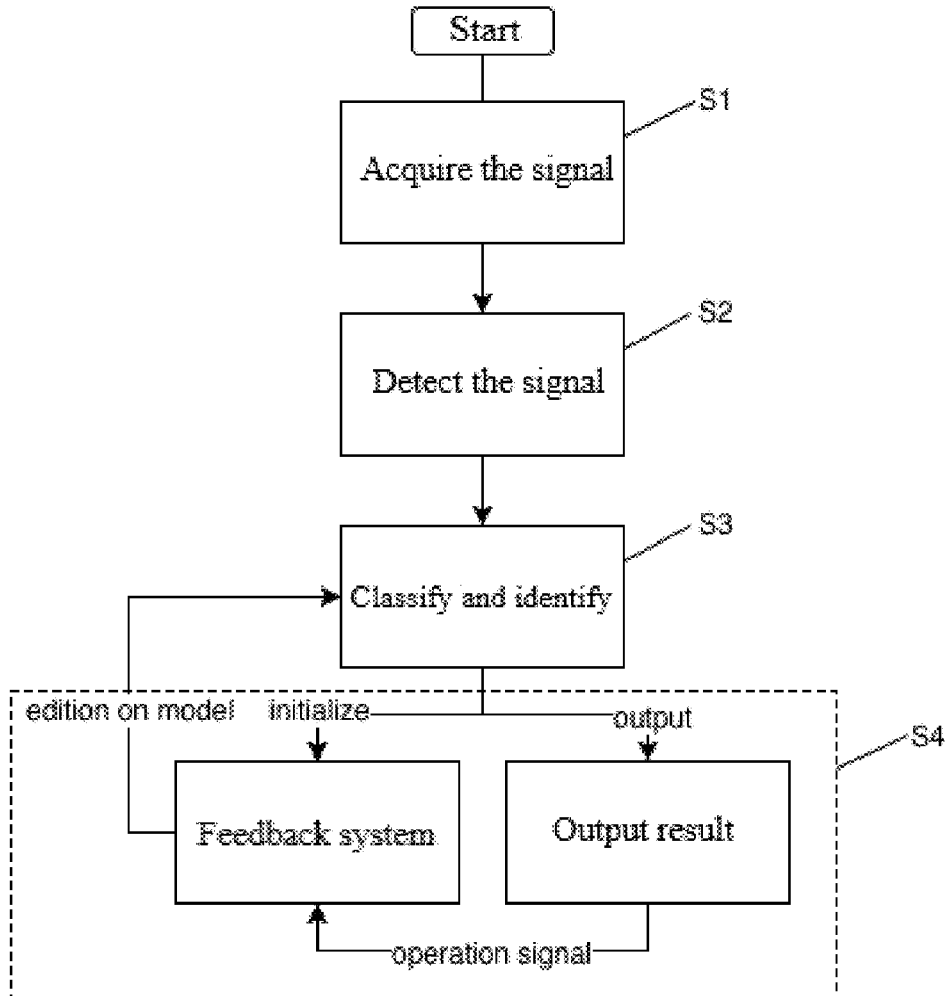 Start
S1
Acquire the signal
S2
Detect the signal
S3
Classify and identify
edition on model
initialize
output
S4
Feedback system
Output result
operation signal